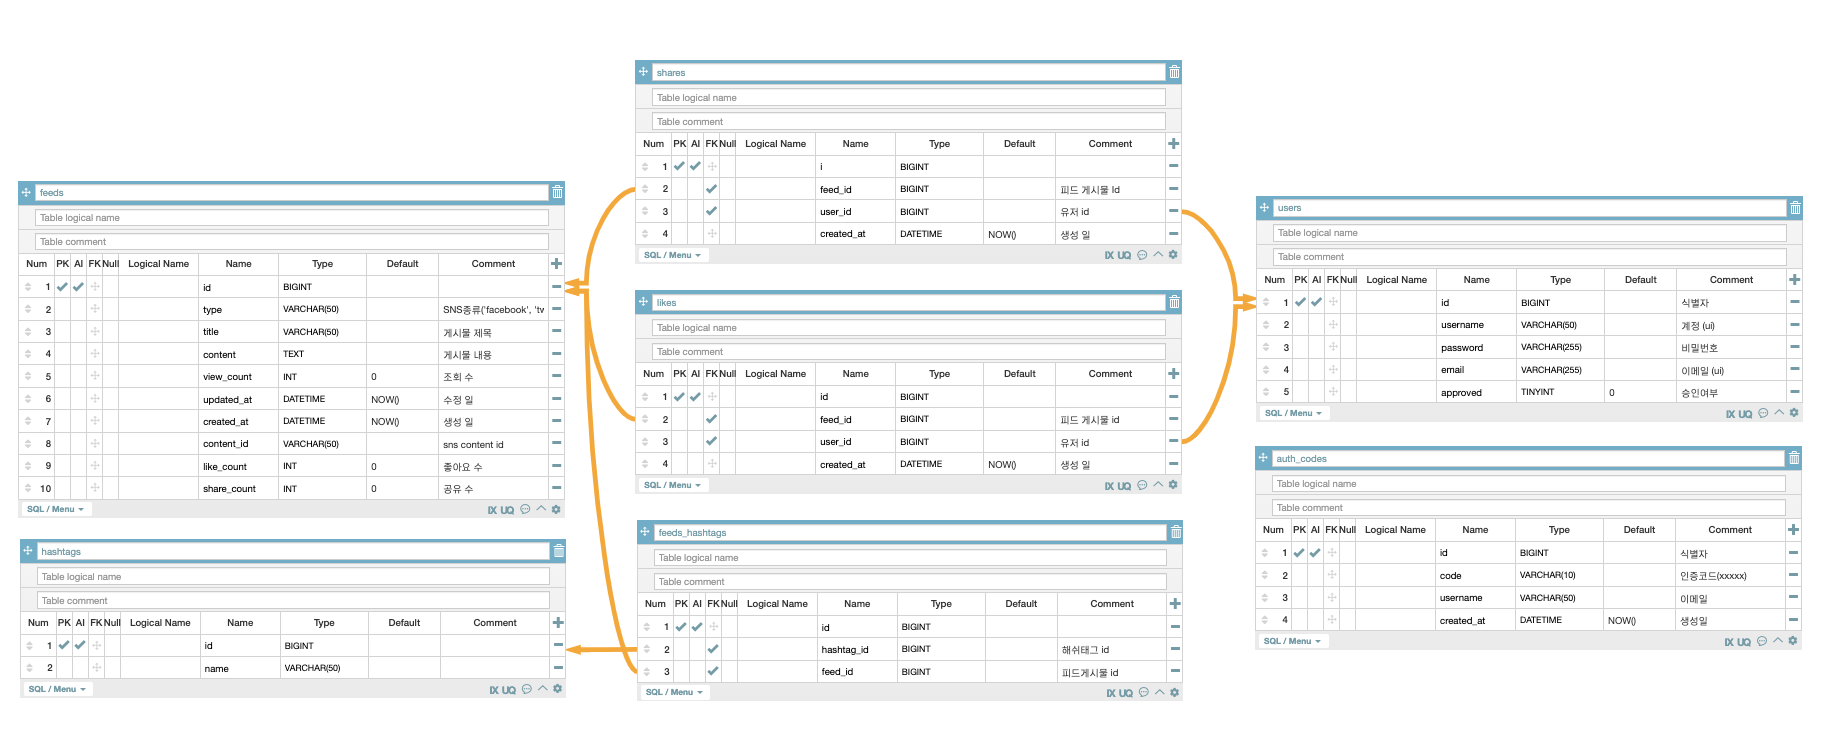 shares
Table logical name
Table comment
Num PK AI FK Null Logical Name Name Type Default Comment
1 i BIGINT
2 feed_id BIGINT 피드 게시물 Id
3 user_id BIGINT 유저 id
4 created_at DATETIME NOW() 생성 일
SQL / Menu IX UQ
feeds
Table logical name
Table comment
Num PK AI FK Null Logical Name Name Type Default Comment
1 id BIGINT
2 type VARCHAR(50) SNS종류('facebook', 'tw
3 title VARCHAR(50) 게시물 제목
4 content TEXT 게시물 내용
5 view_count INT 0 조회 수
6 updated_at DATETIME NOW() 수정 일
7 created_at DATETIME NOW() 생성 일
8 content_id VARCHAR(50) sns content id
9 like_count INT 0 좋아요 수
10 share_count INT 0 공유 수
SQL / Menu IX UQ
likes
Table logical name
Table comment
Num PK AI FK Null Logical Name Name Type Default Comment
1 id BIGINT
2 feed_id BIGINT 피드 게시물 id
3 user_id BIGINT 유저 id
4 created_at DATETIME NOW() 생성 일
SQL / Menu IX UQ
users
Table logical name
Table comment
Num PK AI FK Null Logical Name Name Type Default Comment
1 id BIGINT 식별자
2 username VARCHAR(50) 계정 (ui)
3 password VARCHAR(255) 비밀번호
4 email VARCHAR(255) 이메일 (ui)
5 approved TINYINT 0 승인여부
SQL / Menu IX UQ
hashtags
Table logical name
Table comment
Num PK AI FK Null Logical Name Name Type Default Comment
1 id BIGINT
2 name VARCHAR(50)
SQL / Menu IX UQ
feeds_hashtags
Table logical name
Table comment
Num PK AI FK Null Logical Name Name Type Default Comment
1 id BIGINT
2 hashtag_id BIGINT 해쉬태그 id
3 feed_id BIGINT 피드게시물 id
SQL / Menu IX UQ
auth_codes
Table logical name
Table comment
Num PK AI FK Null Logical Name Name Type Default Comment
1 id BIGINT 식별자
2 code VARCHAR(10) 인증코드(xxxxx)
3 username VARCHAR(50) 이메일
4 created_at DATETIME NOW() 생성일
SQL / Menu IX UQ